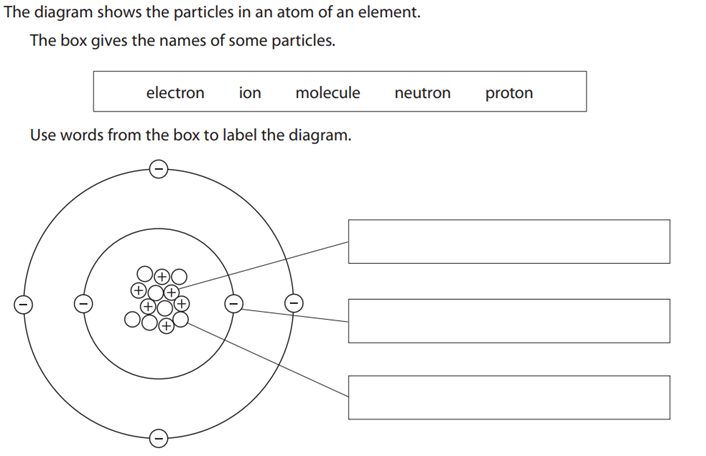 The diagram shows the particles in an atom of an element.
The box gives the names of some particles.
electron ion molecule neutron proton
Use words from the box to label the diagram.